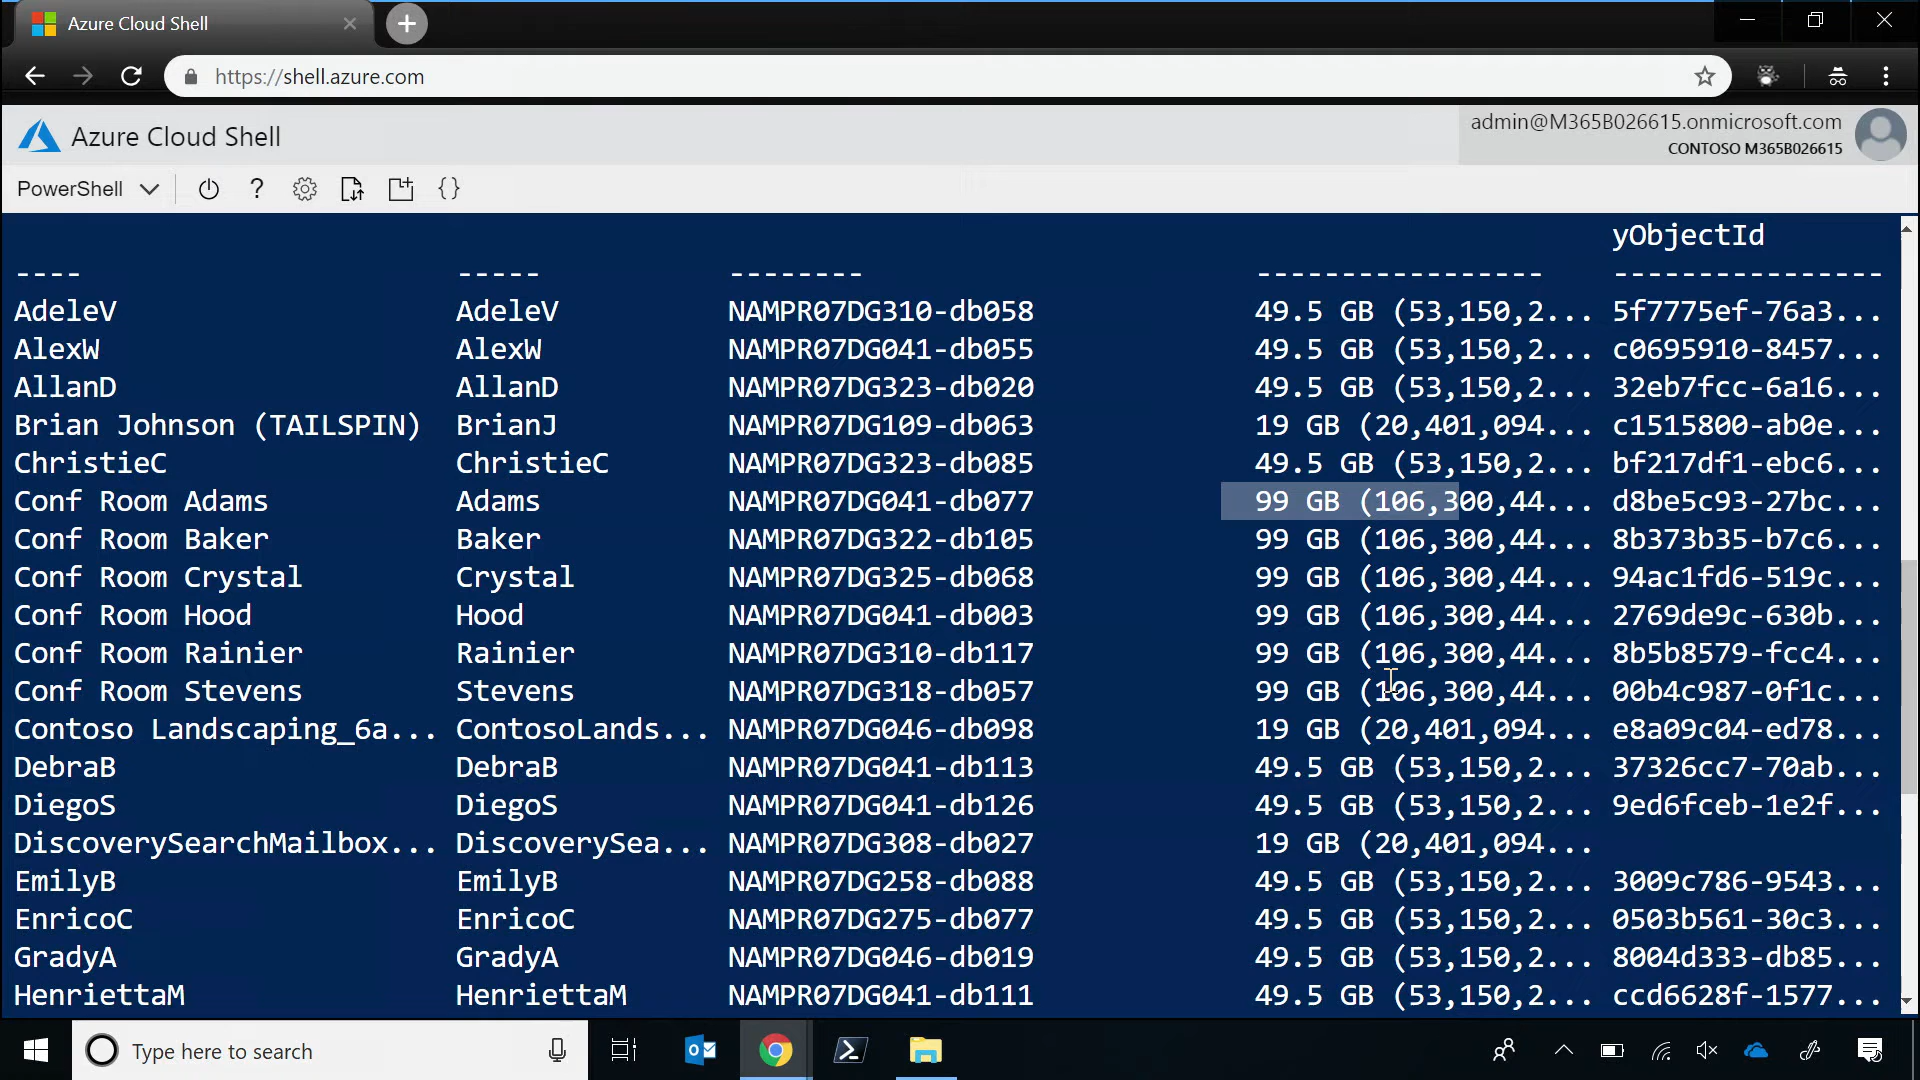 Azure Cloud Shell
https://shell.azure.com
Azure Cloud Shell
admin@M365B026615.onmicrosoft.com
CONTOSO M365B026615
PowerShell
? {}
yObjectId
---- ----- -------- ----------------- ----------------
AdeleV AdeleV NAMPR07DG310-db058 49.5 GB (53,150,2... 5f7775ef-76a3...
AlexW AlexW NAMPR07DG041-db055 49.5 GB (53,150,2... c0695910-8457...
AllanD AllanD NAMPR07DG323-db020 49.5 GB (53,150,2... 32eb7fcc-6a16...
Brian Johnson (TAILSPIN) BrianJ NAMPR07DG109-db063 19 GB (20,401,094... c1515800-ab0e...
ChristieC ChristieC NAMPR07DG323-db085 49.5 GB (53,150,2... bf217df1-ebc6...
Conf Room Adams Adams NAMPR07DG041-db077 99 GB (106,300,44... d8be5c93-27bc...
Conf Room Baker Baker NAMPR07DG322-db105 99 GB (106,300,44... 8b373b35-b7c6...
Conf Room Crystal Crystal NAMPR07DG325-db068 99 GB (106,300,44... 94ac1fd6-519c...
Conf Room Hood Hood NAMPR07DG041-db003 99 GB (106,300,44... 2769de9c-630b...
Conf Room Rainier Rainier NAMPR07DG310-db117 99 GB (106,300,44... 8b5b8579-fcc4...
Conf Room Stevens Stevens NAMPR07DG318-db057 99 GB (106,300,44... 00b4c987-0f1c...
Contoso Landscaping_6a... ContosoLands... NAMPR07DG046-db098 19 GB (20,401,094... e8a09c04-ed78...
DebraB DebraB NAMPR07DG041-db113 49.5 GB (53,150,2... 37326cc7-70ab...
DiegoS DiegoS NAMPR07DG041-db126 49.5 GB (53,150,2... 9ed6fceb-1e2f...
DiscoverySearchMailbox... DiscoverySea... NAMPR07DG308-db027 19 GB (20,401,094...
EmilyB EmilyB NAMPR07DG258-db088 49.5 GB (53,150,2... 3009c786-9543...
EnricoC EnricoC NAMPR07DG275-db077 49.5 GB (53,150,2... 0503b561-30c3...
GradyA GradyA NAMPR07DG046-db019 49.5 GB (53,150,2... 8004d333-db85...
HenriettaM HenriettaM NAMPR07DG041-db111 49.5 GB (53,150,2... ccd6628f-1577...
Type here to search